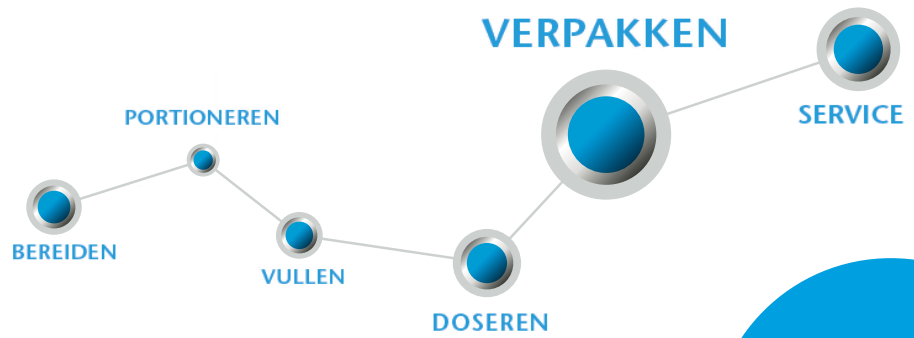 BEREIDEN
PORTIONEREN
VULLEN
DOSEREN
VERPAKKEN
SERVICE